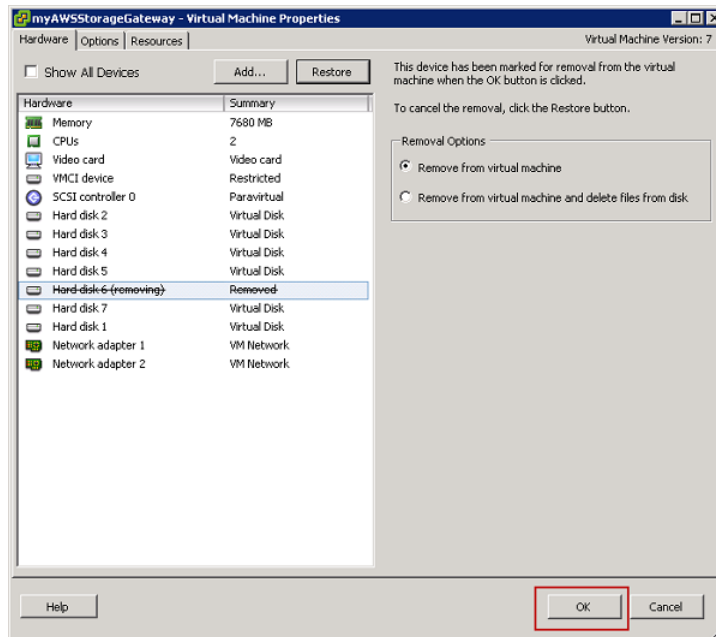 myAWSStorageGateway - Virtual Machine Properties
Hardware Options Resources Virtual Machine Version: 7
Show All Devices Add... Restore
Hardware Summary
Memory 7680 MB
CPUs 2
Video card Video card
VMCI device Restricted
SCSI controller 0 Paravirtual
Hard disk 2 Virtual Disk
Hard disk 3 Virtual Disk
Hard disk 4 Virtual Disk
Hard disk 5 Virtual Disk
Hard disk 6 (removing) Removed
Hard disk 7 Virtual Disk
Hard disk 1 Virtual Disk
Network adapter 1 VM Network
Network adapter 2 VM Network
This device has been marked for removal from the virtual
machine when the OK button is clicked.
To cancel the removal, click the Restore button.
Removal Options
Remove from virtual machine
Remove from virtual machine and delete files from disk
Help OK Cancel